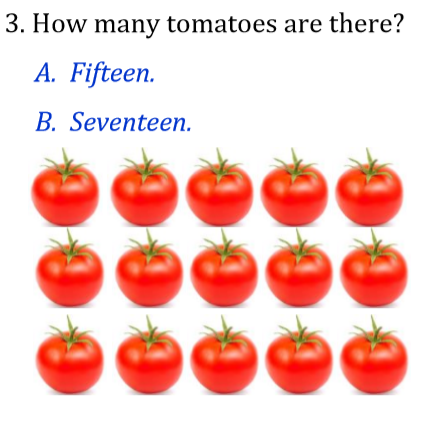 3. How many tomatoes are there?
A. Fifteen.
B. Seventeen.